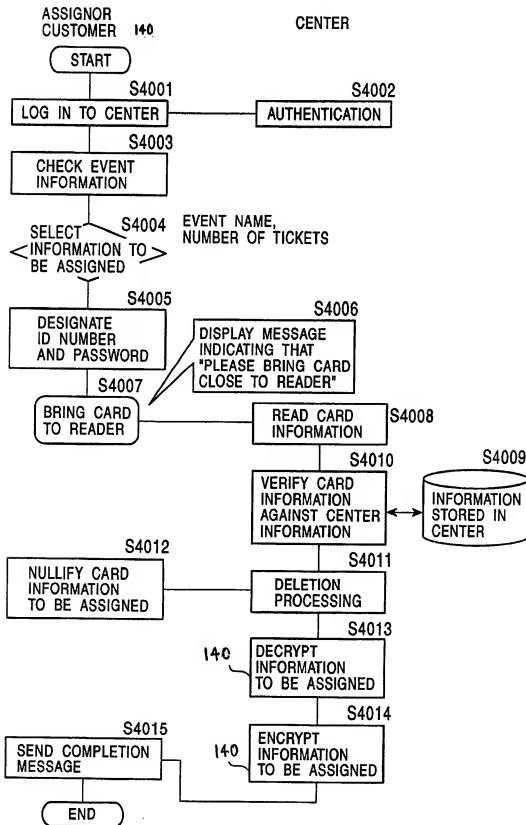 ASSIGNOR
CUSTOMER 140
CENTER
START
S4001
LOG IN TO CENTER
S4002
AUTHENTICATION
S4003
CHECK EVENT
INFORMATION
S4004
SELECT
INFORMATION TO
BE ASSIGNED
EVENT NAME,
NUMBER OF TICKETS
S4005
DESIGNATE
ID NUMBER
AND PASSWORD
S4006
DISPLAY MESSAGE
INDICATING THAT
"PLEASE BRING CARD
CLOSE TO READER"
S4007
BRING CARD
TO READER
READ CARD
INFORMATION
S4008
S4009
INFORMATION
STORED IN
CENTER
S4010
VERIFY CARD
INFORMATION
AGAINST CENTER
INFORMATION
S4011
DELETION
PROCESSING
S4012
NULLIFY CARD
INFORMATION
TO BE ASSIGNED
S4013
140
DECRYPT
INFORMATION
TO BE ASSIGNED
S4014
140
ENCRYPT
INFORMATION
TO BE ASSIGNED
S4015
SEND COMPLETION
MESSAGE
END